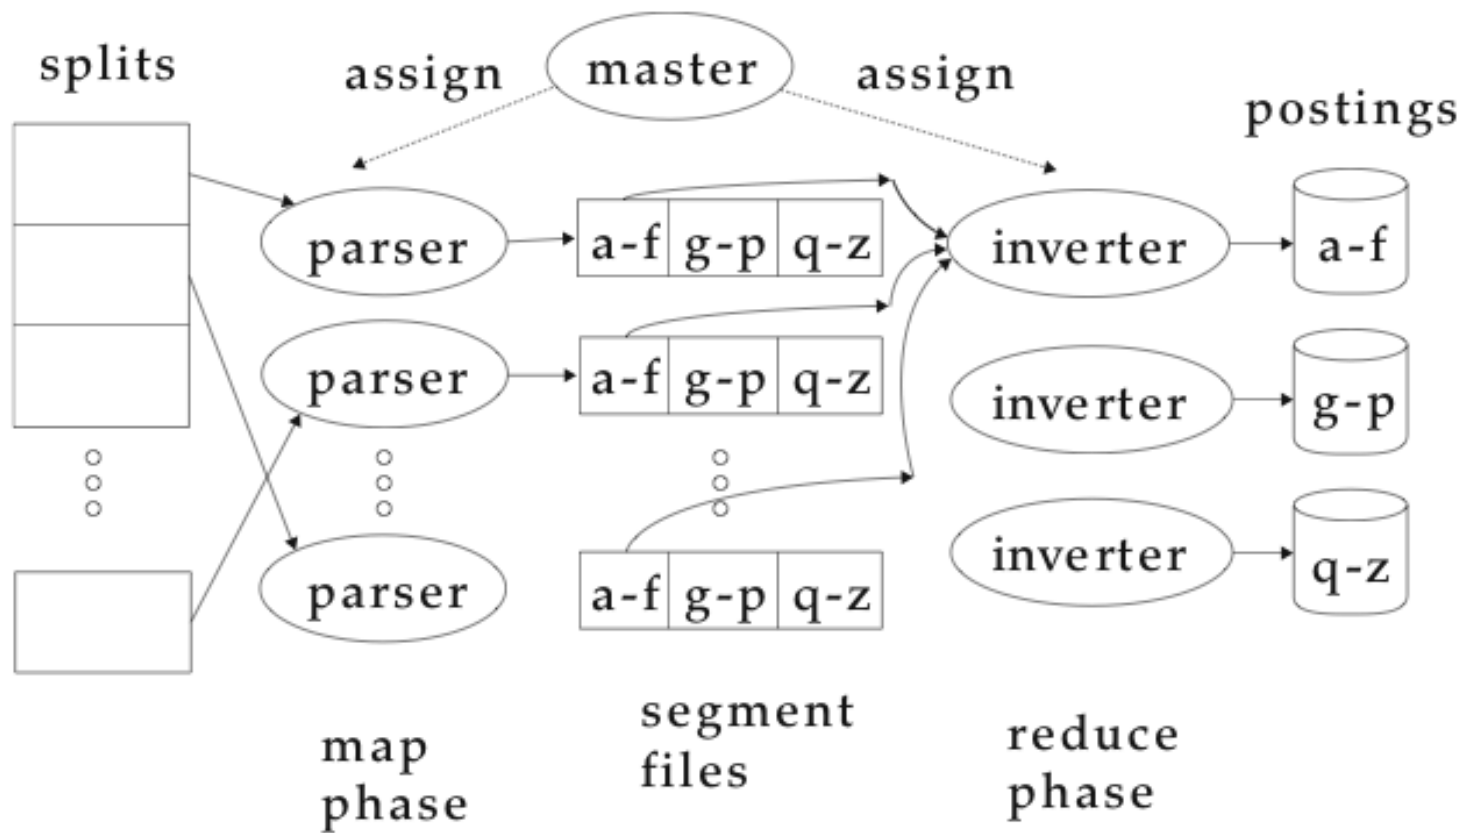 splits
assign
master
assign
postings
parser
a-f g-p q-z
inverter
a-f
parser
a-f g-p q-z
inverter
g-p
parser
a-f g-p q-z
inverter
q-z
map
phase
segment
files
reduce
phase